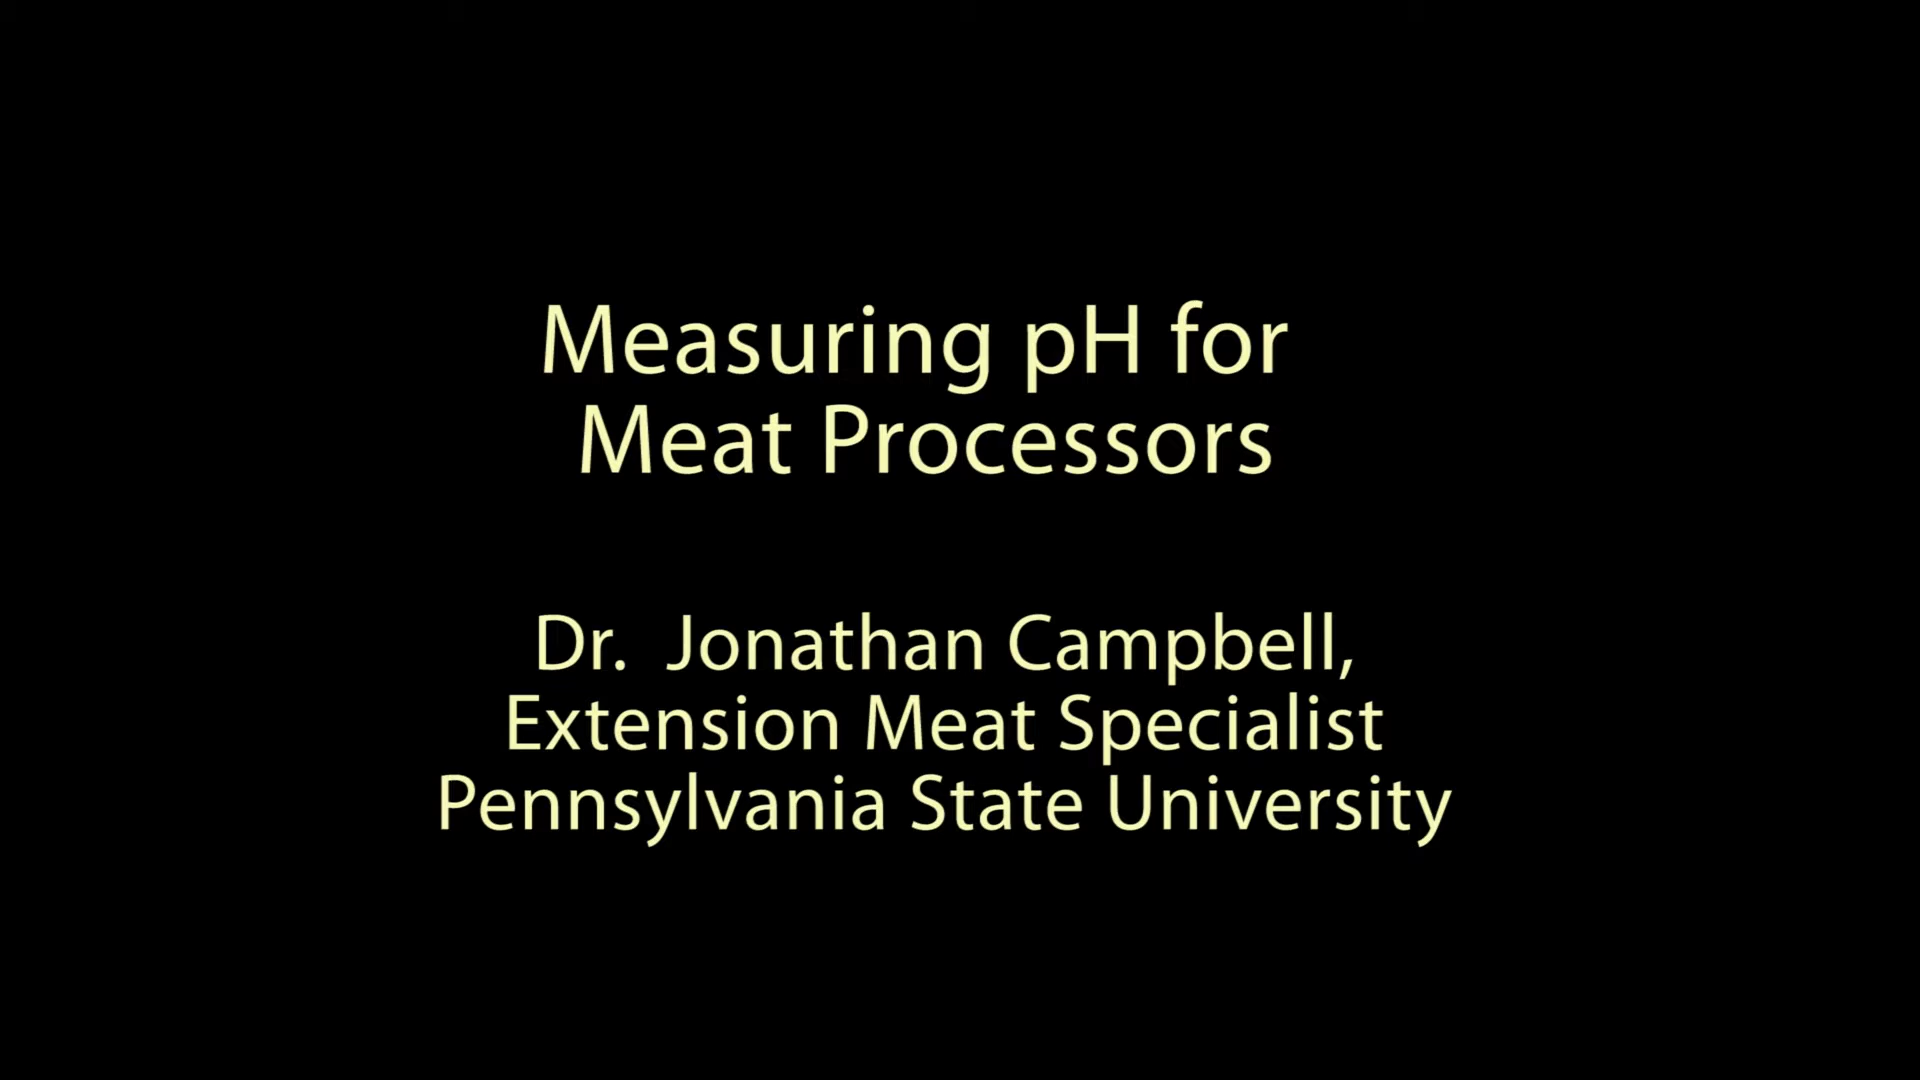 Measuring pH for
Meat Processors
Dr. Jonathan Campbell,
Extension Meat Specialist
Pennsylvania State University